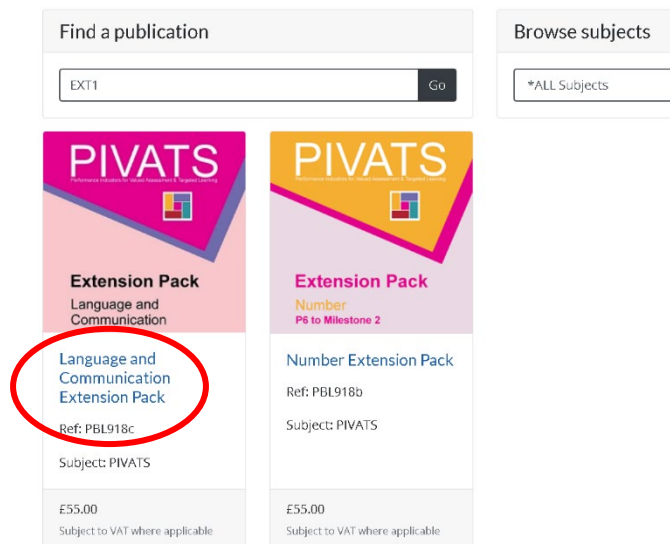 Find a publication
Browse subjects
EXT1
Go
*ALL Subjects
PIVATS
Performance Indicators for Valued Assessment & Targeted Learning
Extension Pack
Language and
Communication
PIVATS
Performance Indicators for Valued Assessment & Targeted Learning
Extension Pack
Number
P6 to Milestone 2
Language and
Communication
Extension Pack
Ref: PBL918c
Subject: PIVATS
£55.00
Subject to VAT where applicable
Number Extension Pack
Ref: PBL918b
Subject: PIVATS
£55.00
Subject to VAT where applicable